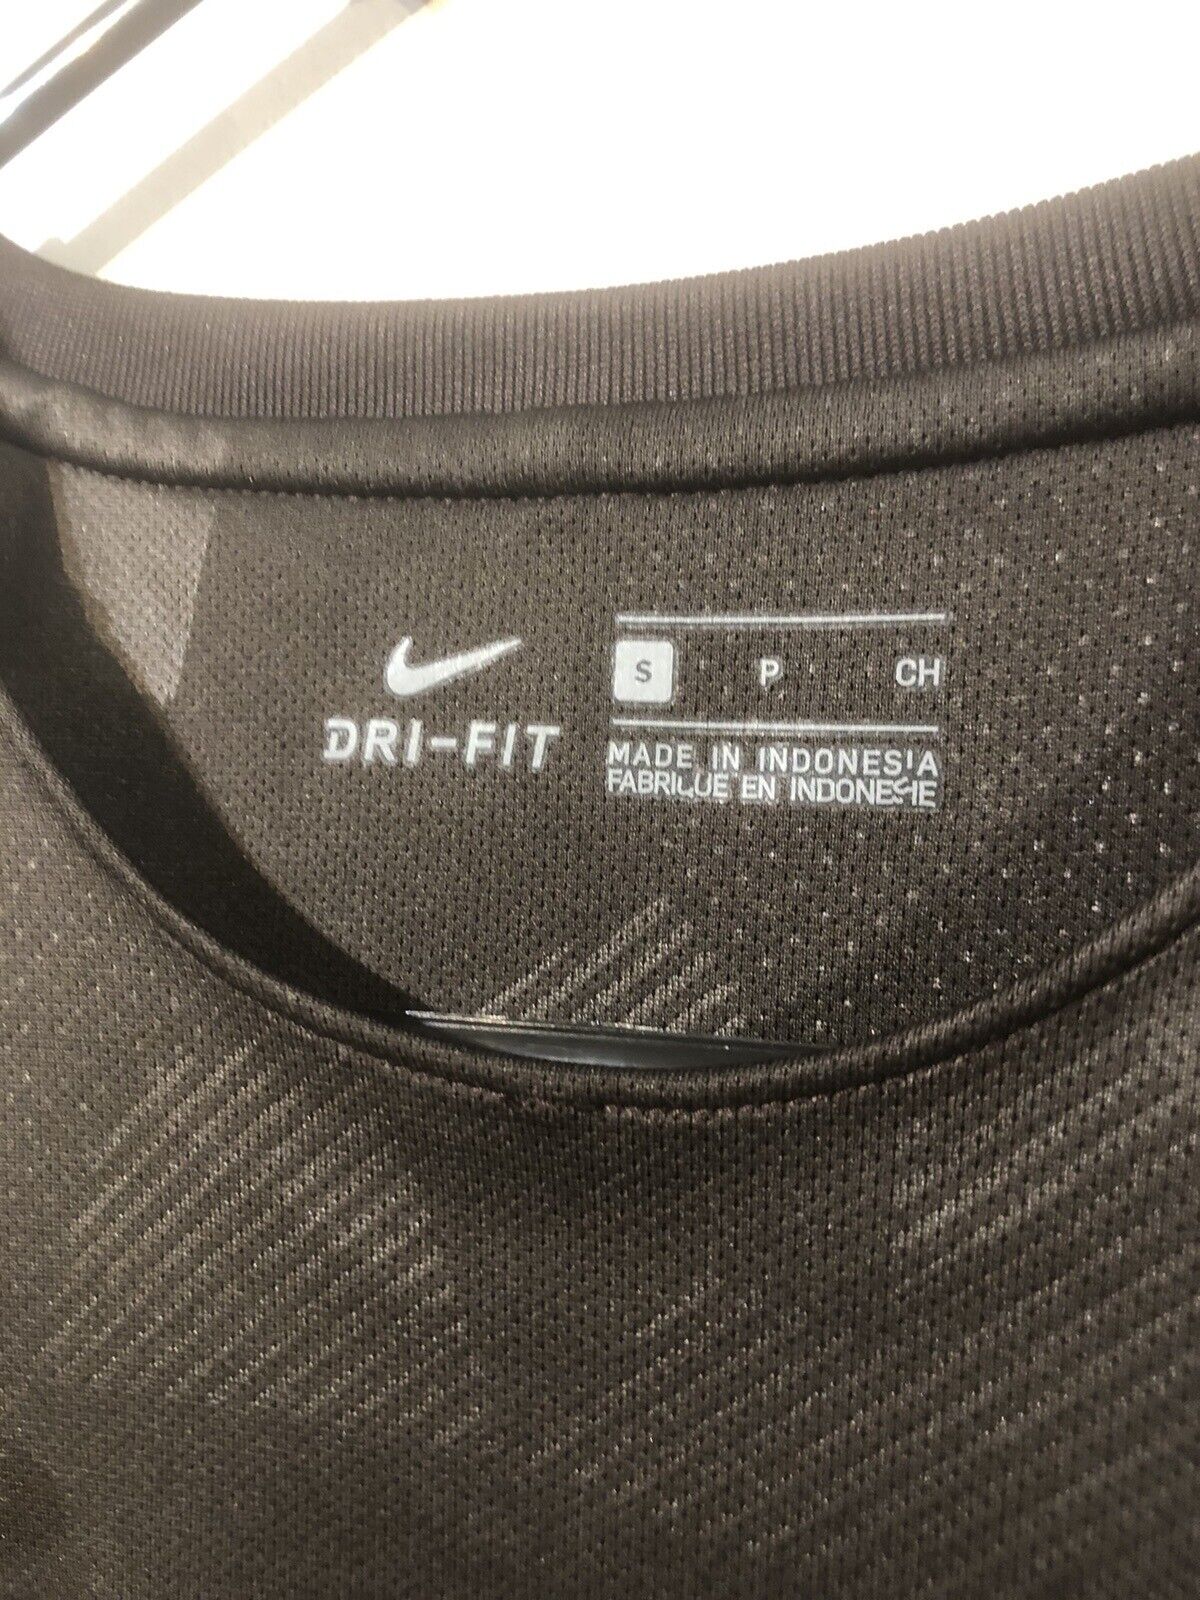 DRI-FIT
S P CH
MADE IN INDONESIA
FABRIQUE EN INDONESIE